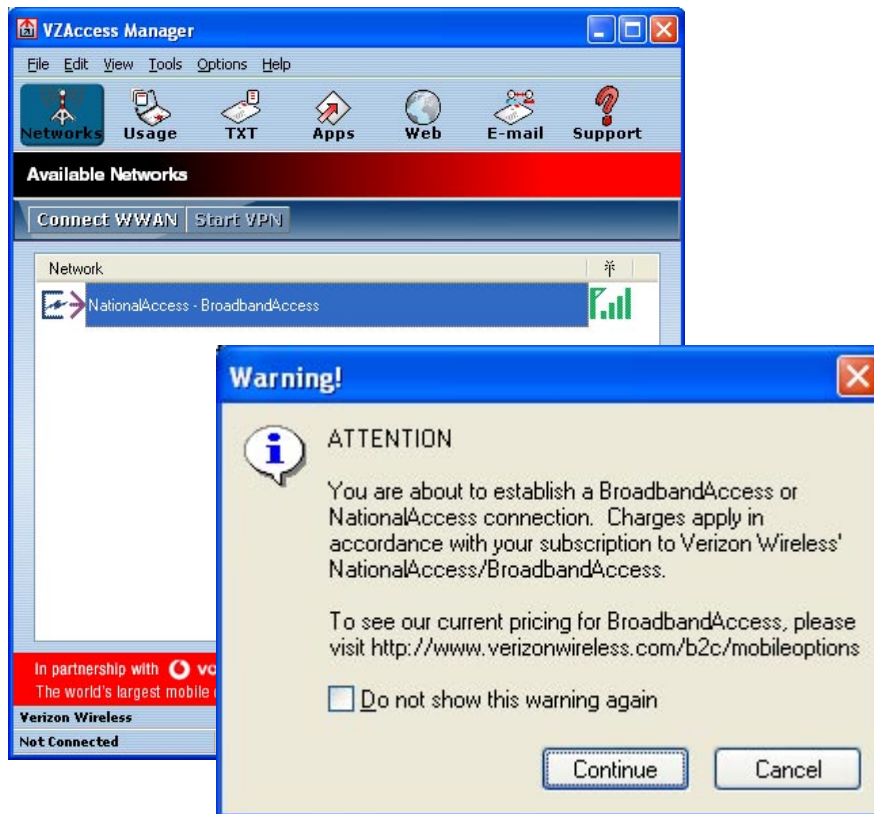 VZAccess Manager
File Edit View Tools Options Help
Networks Usage TXT Apps Web E-mail Support
Available Networks
Connect WWAN Start VPN
Network
NationalAccess - BroadbandAccess
Warning!
ATTENTION
You are about to establish a BroadbandAccess or
NationalAccess connection. Charges apply in
accordance with your subscription to Verizon Wireless'
NationalAccess/BroadbandAccess.
To see our current pricing for BroadbandAccess, please
visit http://www.verizonwireless.com/b2c/mobileoptions
Do not show this warning again
Continue Cancel
In partnership with
The world's largest mobile
Verizon Wireless
Not Connected